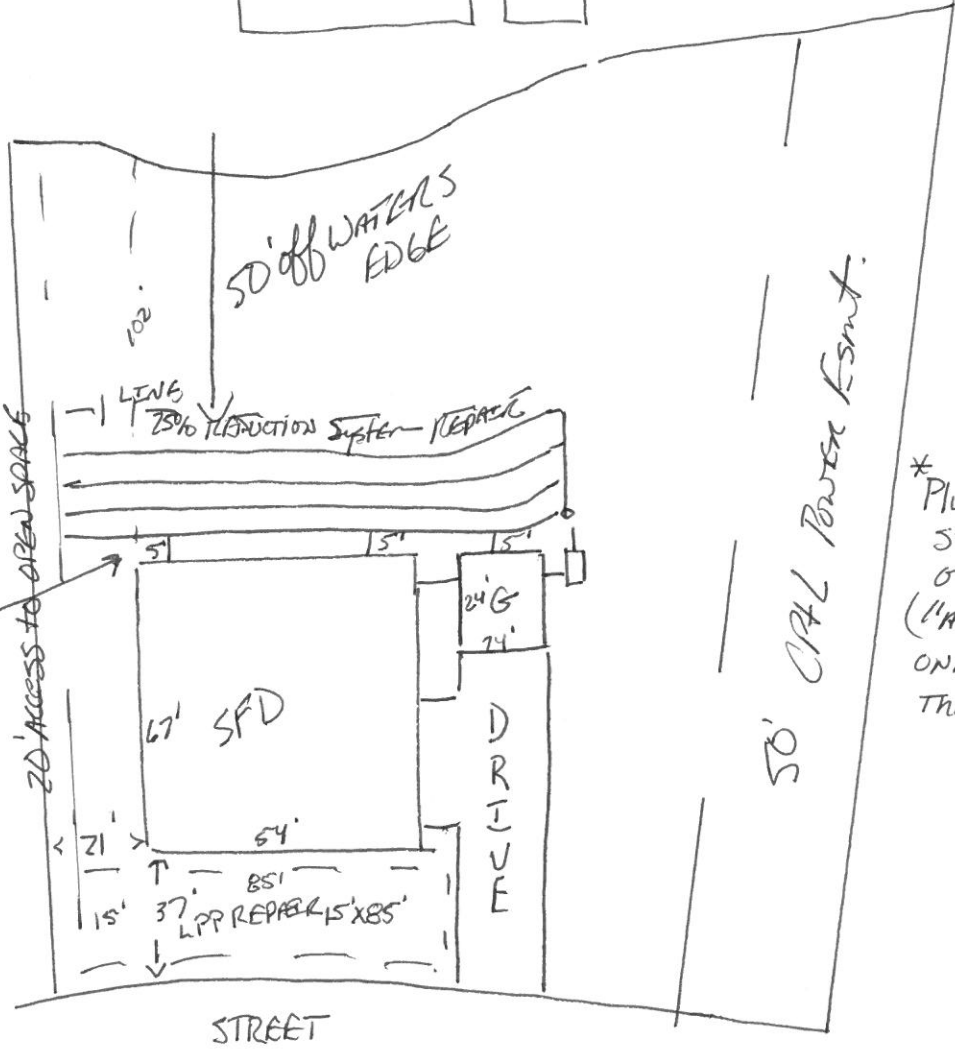 50' off WATERS
EDGE
102'
LINE
25% REDUCTION System REPAIR
20' ACCESS TO OPEN SPACE
5'
5'
5'
24' G
24'
67' SFD
DRIVE
50' CP&L Power Esmt.
21'
54'
85'
15'
37'
LPP REPAIR 15'X85'
STREET
*
ON